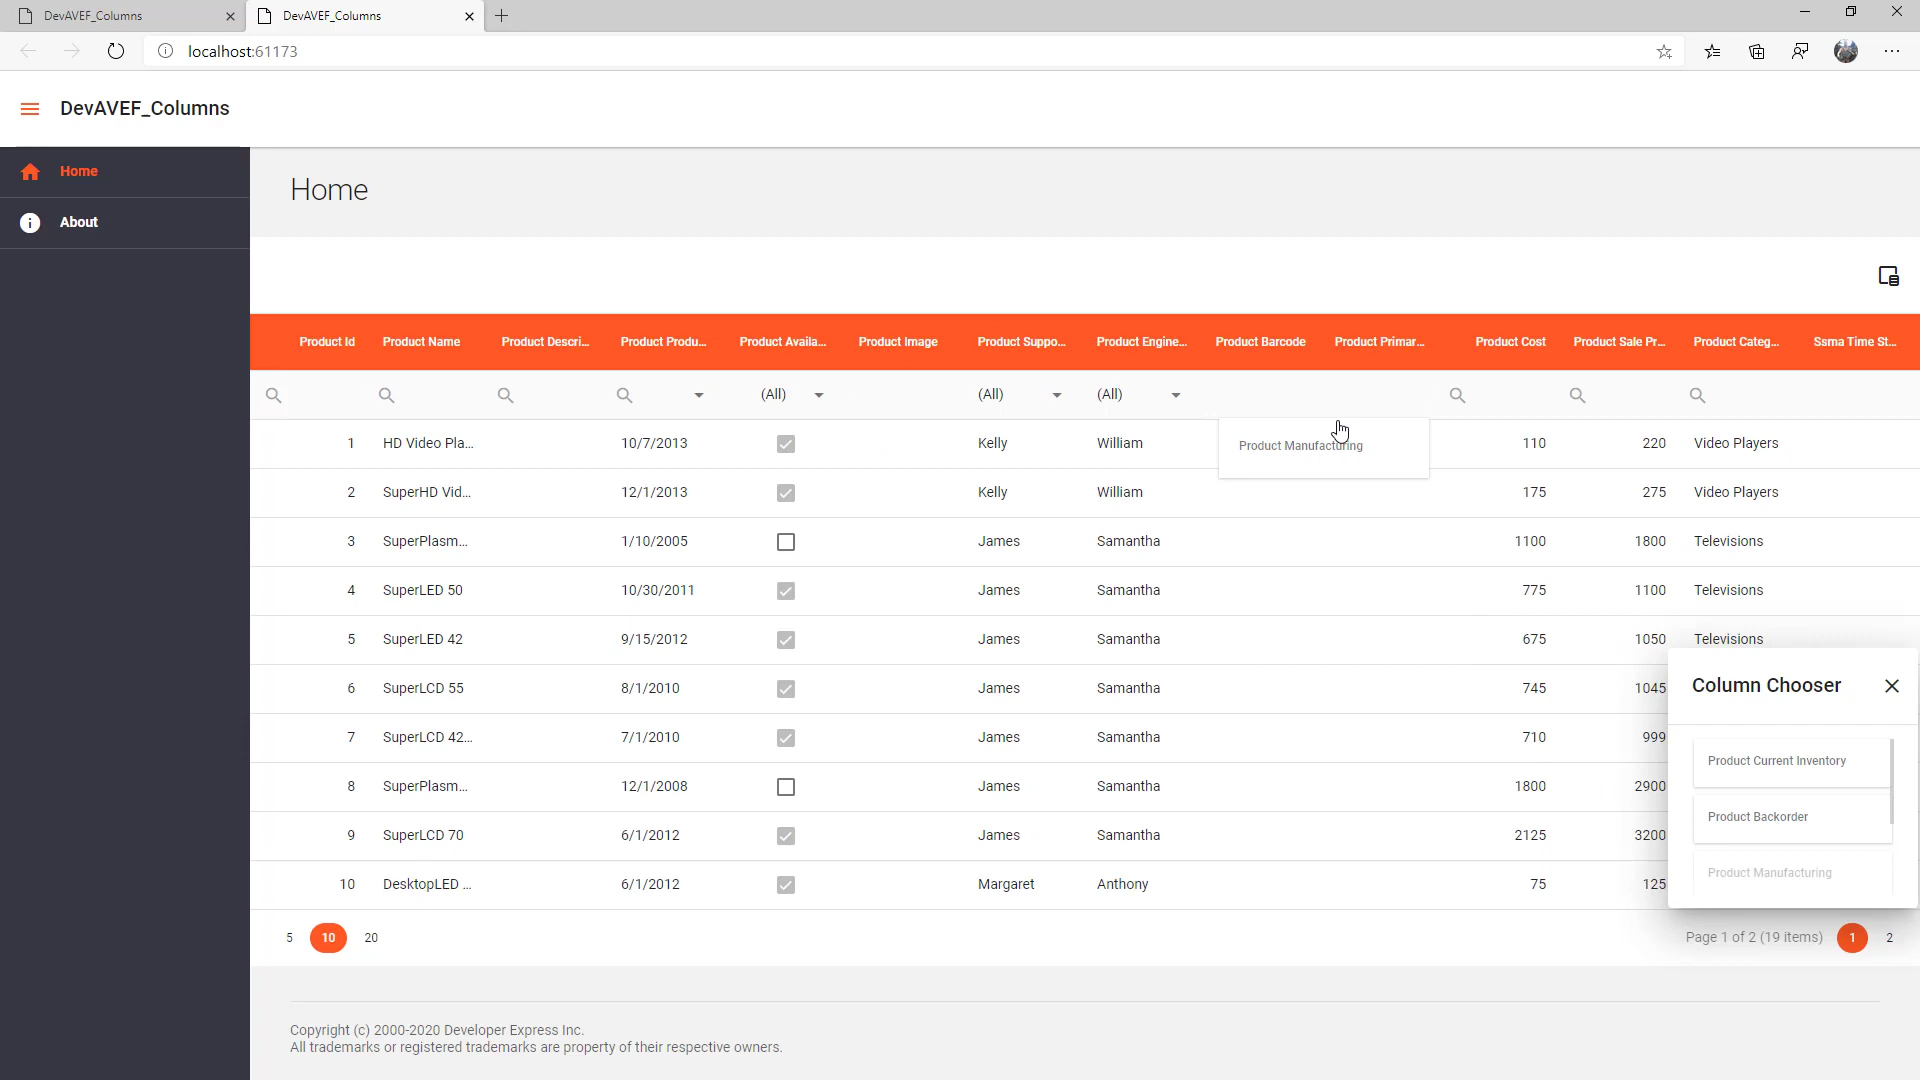 DevAVEF_Columns
DevAVEF_Columns
localhost:61173
DevAVEF_Columns
Home
About
Home
Product Id Product Name Product Descri... Product Produ... Product Availa... Product Image Product Suppo... Product Engine... Product Barcode Product Primar... Product Cost Product Sale Pr... Product Categ... Ssma Time St...
(All) (All) (All)
1 HD Video Pla... 10/7/2013 Kelly William 110 220 Video Players
Product Manufacturing
2 SuperHD Vid... 12/1/2013 Kelly William 175 275 Video Players
3 SuperPlasm... 1/10/2005 James Samantha 1100 1800 Televisions
4 SuperLED 50 10/30/2011 James Samantha 775 1100 Televisions
5 SuperLED 42 9/15/2012 James Samantha 675 1050 Televisions
6 SuperLCD 55 8/1/2010 James Samantha 745 1045
7 SuperLCD 42... 7/1/2010 James Samantha 710 999
8 SuperPlasm... 12/1/2008 James Samantha 1800 2900
9 SuperLCD 70 6/1/2012 James Samantha 2125 3200
10 DesktopLED ... 6/1/2012 Margaret Anthony 75 125
Column Chooser
Product Current Inventory
Product Backorder
Product Manufacturing
5 10 20
Page 1 of 2 (19 items) 1 2
Copyright (c) 2000-2020 Developer Express Inc.
All trademarks or registered trademarks are property of their respective owners.